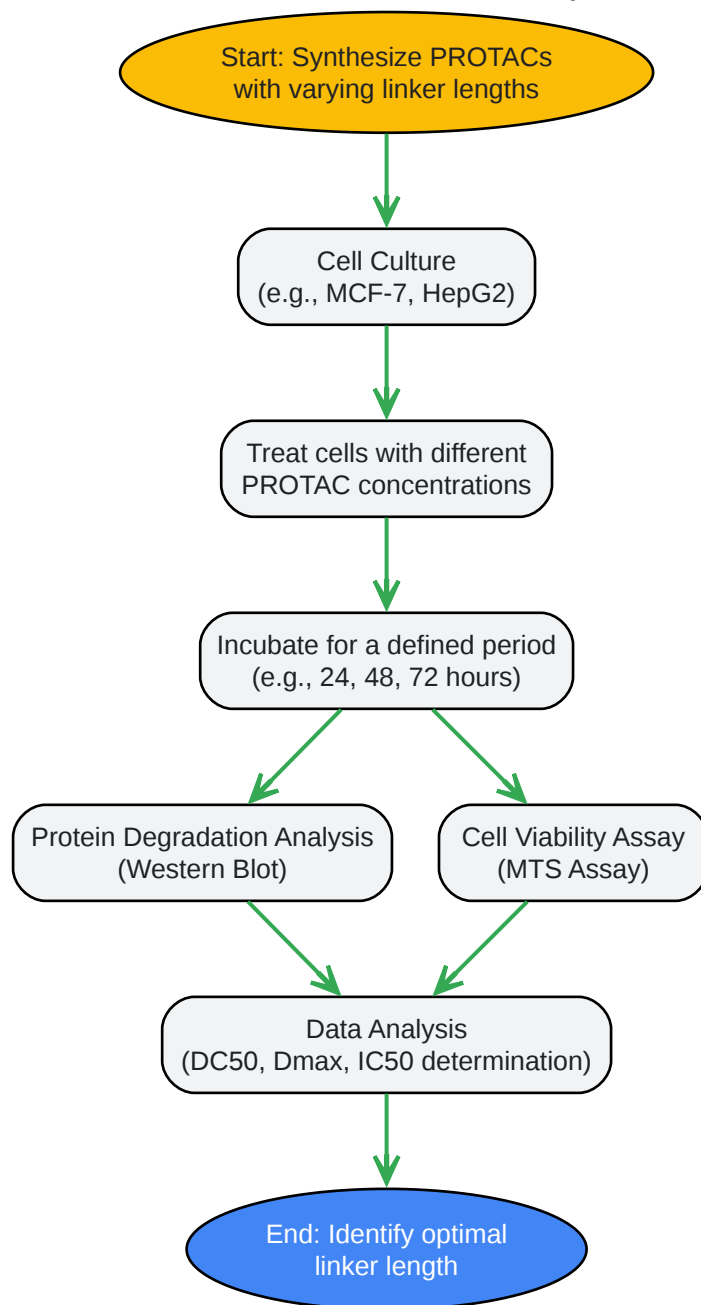 Start: Synthesize PROTACs
with varying linker lengths
Cell Culture
(e.g., MCF-7, HepG2)
Treat cells with different
PROTAC concentrations
Incubate for a defined period
(e.g., 24, 48, 72 hours)
Protein Degradation Analysis
(Western Blot)
Cell Viability Assay
(MTS Assay)
Data Analysis
(DC50, Dmax, IC50 determination)
End: Identify optimal
linker length